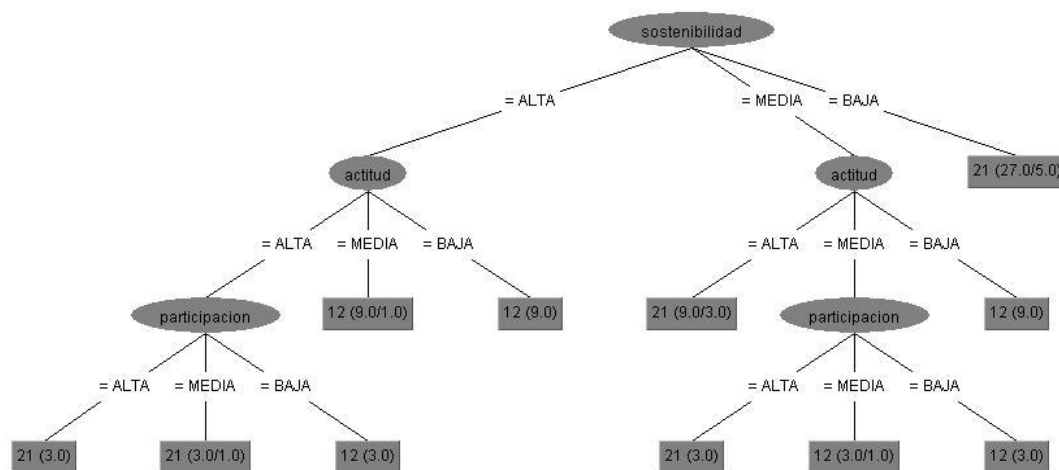 sostenibilidad
= ALTA
= MEDIA
= BAJA
actitud
actitud
21 (27.0/5.0)
= ALTA
= MEDIA
= BAJA
= ALTA
= MEDIA
= BAJA
participacion
12 (9.0/1.0)
12 (9.0)
21 (9.0/3.0)
participacion
12 (9.0)
= ALTA
= MEDIA
= BAJA
= ALTA
= MEDIA
= BAJA
21 (3.0)
21 (3.0/1.0)
12 (3.0)
21 (3.0)
12 (3.0/1.0)
12 (3.0)